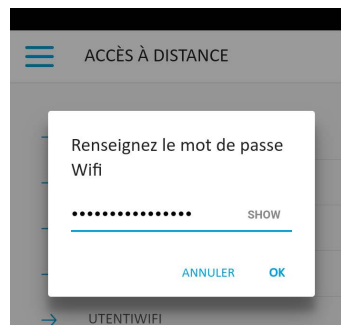 ACCÈS À DISTANCE
Renseignez le mot de passe
Wifi
••••••••••••••••
SHOW
ANNULER
OK
UTENTIWIFI